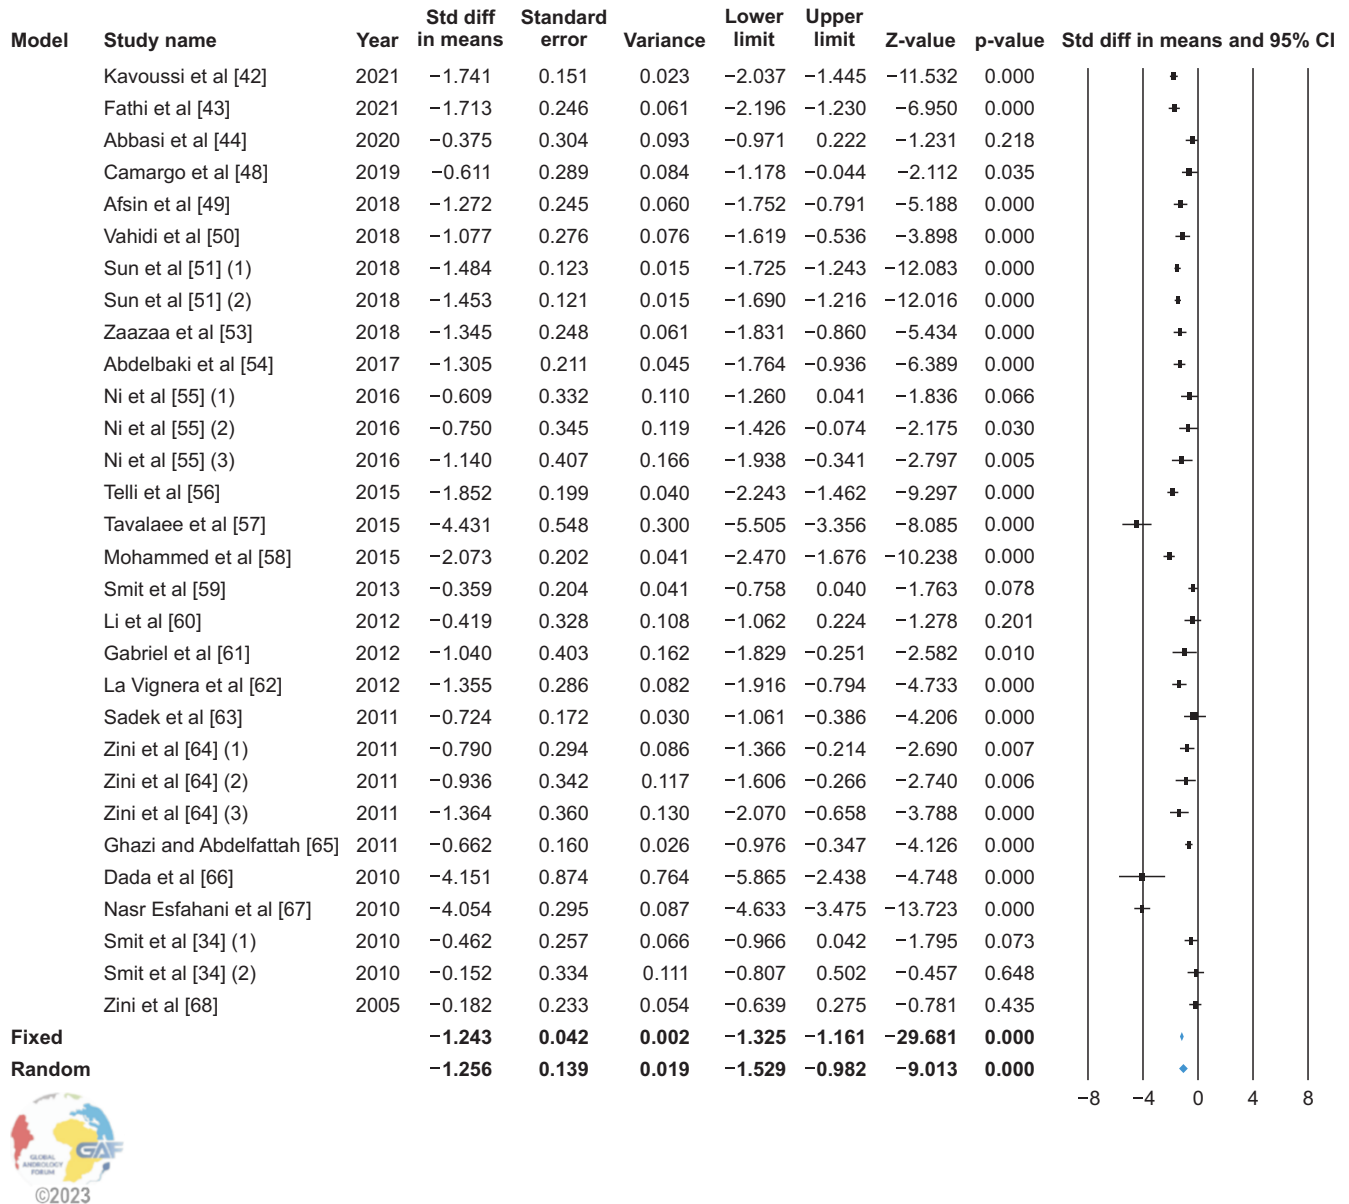 Model Study name Year Std diff in means Standard error Variance Lower limit Upper limit Z-value p-value Std diff in means and 95% CI
Kavoussi et al [42] 2021 −1.741 0.151 0.023 −2.037 −1.445 −11.532 0.000
Fathi et al [43] 2021 −1.713 0.246 0.061 −2.196 −1.230 −6.950 0.000
Abbasi et al [44] 2020 −0.375 0.304 0.093 −0.971 0.222 −1.231 0.218
Camargo et al [48] 2019 −0.611 0.289 0.084 −1.178 −0.044 −2.112 0.035
Afsin et al [49] 2018 −1.272 0.245 0.060 −1.752 −0.791 −5.188 0.000
Vahidi et al [50] 2018 −1.077 0.276 0.076 −1.619 −0.536 −3.898 0.000
Sun et al [51] (1) 2018 −1.484 0.123 0.015 −1.725 −1.243 −12.083 0.000
Sun et al [51] (2) 2018 −1.453 0.121 0.015 −1.690 −1.216 −12.016 0.000
Zaazaa et al [53] 2018 −1.345 0.248 0.061 −1.831 −0.860 −5.434 0.000
Abdelbaki et al [54] 2017 −1.305 0.211 0.045 −1.764 −0.936 −6.389 0.000
Ni et al [55] (1) 2016 −0.609 0.332 0.110 −1.260 0.041 −1.836 0.066
Ni et al [55] (2) 2016 −0.750 0.345 0.119 −1.426 −0.074 −2.175 0.030
Ni et al [55] (3) 2016 −1.140 0.407 0.166 −1.938 −0.341 −2.797 0.005
Telli et al [56] 2015 −1.852 0.199 0.040 −2.243 −1.462 −9.297 0.000
Tavalaee et al [57] 2015 −4.431 0.548 0.300 −5.505 −3.356 −8.085 0.000
Mohammed et al [58] 2015 −2.073 0.202 0.041 −2.470 −1.676 −10.238 0.000
Smit et al [59] 2013 −0.359 0.204 0.041 −0.758 0.040 −1.763 0.078
Li et al [60] 2012 −0.419 0.328 0.108 −1.062 0.224 −1.278 0.201
Gabriel et al [61] 2012 −1.040 0.403 0.162 −1.829 −0.251 −2.582 0.010
La Vignera et al [62] 2012 −1.355 0.286 0.082 −1.916 −0.794 −4.733 0.000
Sadek et al [63] 2011 −0.724 0.172 0.030 −1.061 −0.386 −4.206 0.000
Zini et al [64] (1) 2011 −0.790 0.294 0.086 −1.366 −0.214 −2.690 0.007
Zini et al [64] (2) 2011 −0.936 0.342 0.117 −1.606 −0.266 −2.740 0.006
Zini et al [64] (3) 2011 −1.364 0.360 0.130 −2.070 −0.658 −3.788 0.000
Ghazi and Abdelfattah [65] 2011 −0.662 0.160 0.026 −0.976 −0.347 −4.126 0.000
Dada et al [66] 2010 −4.151 0.874 0.764 −5.865 −2.438 −4.748 0.000
Nasr Esfahani et al [67] 2010 −4.054 0.295 0.087 −4.633 −3.475 −13.723 0.000
Smit et al [34] (1) 2010 −0.462 0.257 0.066 −0.966 0.042 −1.795 0.073
Smit et al [34] (2) 2010 −0.152 0.334 0.111 −0.807 0.502 −0.457 0.648
Zini et al [68] 2005 −0.182 0.233 0.054 −0.639 0.275 −0.781 0.435
Fixed −1.243 0.042 0.002 −1.325 −1.161 −29.681 0.000
Random −1.256 0.139 0.019 −1.529 −0.982 −9.013 0.000
−8 −4 0 4 8
GAF
GLOBAL
ANDROLOGY
FORUM
©2023